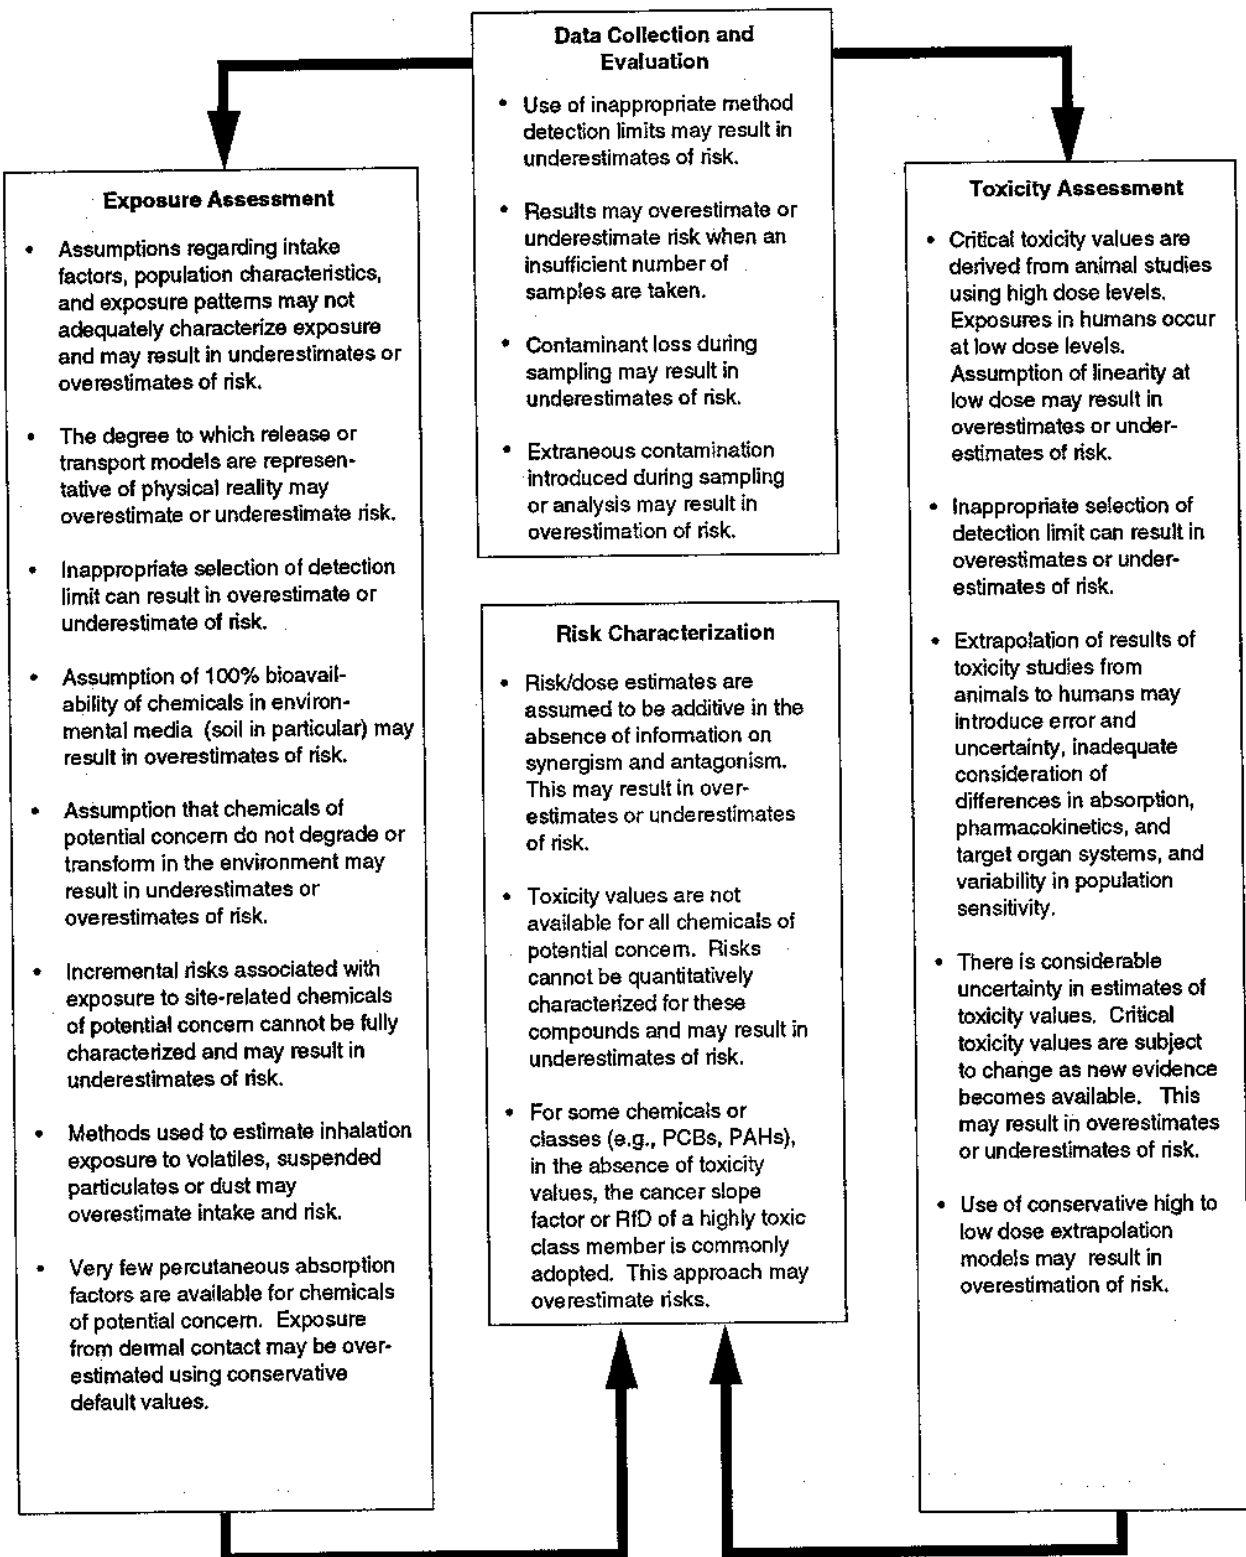 Data Collection and
Evaluation
• Use of inappropriate method
detection limits may result in
underestimates of risk.
• Results may overestimate or
underestimate risk when an
insufficient number of
samples are taken.
• Contaminant loss during
sampling may result in
underestimates of risk.
• Extraneous contamination
introduced during sampling
or analysis may result in
overestimation of risk.
Exposure Assessment
• Assumptions regarding intake
factors, population characteristics,
and exposure patterns may not
adequately characterize exposure
and may result in underestimates or
overestimates of risk.
• The degree to which release or
transport models are represen-
tative of physical reality may
overestimate or underestimate risk.
• Inappropriate selection of detection
limit can result in overestimate or
underestimate of risk.
• Assumption of 100% bioavail-
ability of chemicals in environ-
mental media (soil in particular) may
result in overestimates of risk.
• Assumption that chemicals of
potential concern do not degrade or
transform in the environment may
result in underestimates or
overestimates of risk.
• Incremental risks associated with
exposure to site-related chemicals
of potential concern cannot be fully
characterized and may result in
underestimates of risk.
• Methods used to estimate inhalation
exposure to volatiles, suspended
particulates or dust may
overestimate intake and risk.
• Very few percutaneous absorption
factors are available for chemicals
of potential concern. Exposure
from dermal contact may be over-
estimated using conservative
default values.
Risk Characterization
• Risk/dose estimates are
assumed to be additive in the
absence of information on
synergism and antagonism.
This may result in over-
estimates or underestimates
of risk.
• Toxicity values are not
available for all chemicals of
potential concern. Risks
cannot be quantitatively
characterized for these
compounds and may result in
underestimates of risk.
• For some chemicals or
classes (e.g., PCBs, PAHs),
in the absence of toxicity
values, the cancer slope
factor or RfD of a highly toxic
class member is commonly
adopted. This approach may
overestimate risks.
Toxicity Assessment
• Critical toxicity values are
derived from animal studies
using high dose levels.
Exposures in humans occur
at low dose levels.
Assumption of linearity at
low dose may result in
overestimates or under-
estimates of risk.
• Inappropriate selection of
detection limit can result in
overestimates or under-
estimates of risk.
• Extrapolation of results of
toxicity studies from
animals to humans may
introduce error and
uncertainty, inadequate
consideration of
differences in absorption,
pharmacokinetics, and
target organ systems, and
variability in population
sensitivity.
• There is considerable
uncertainty in estimates of
toxicity values. Critical
toxicity values are subject
to change as new evidence
becomes available. This
may result in overestimates
or underestimates of risk.
• Use of conservative high to
low dose extrapolation
models may result in
overestimation of risk.